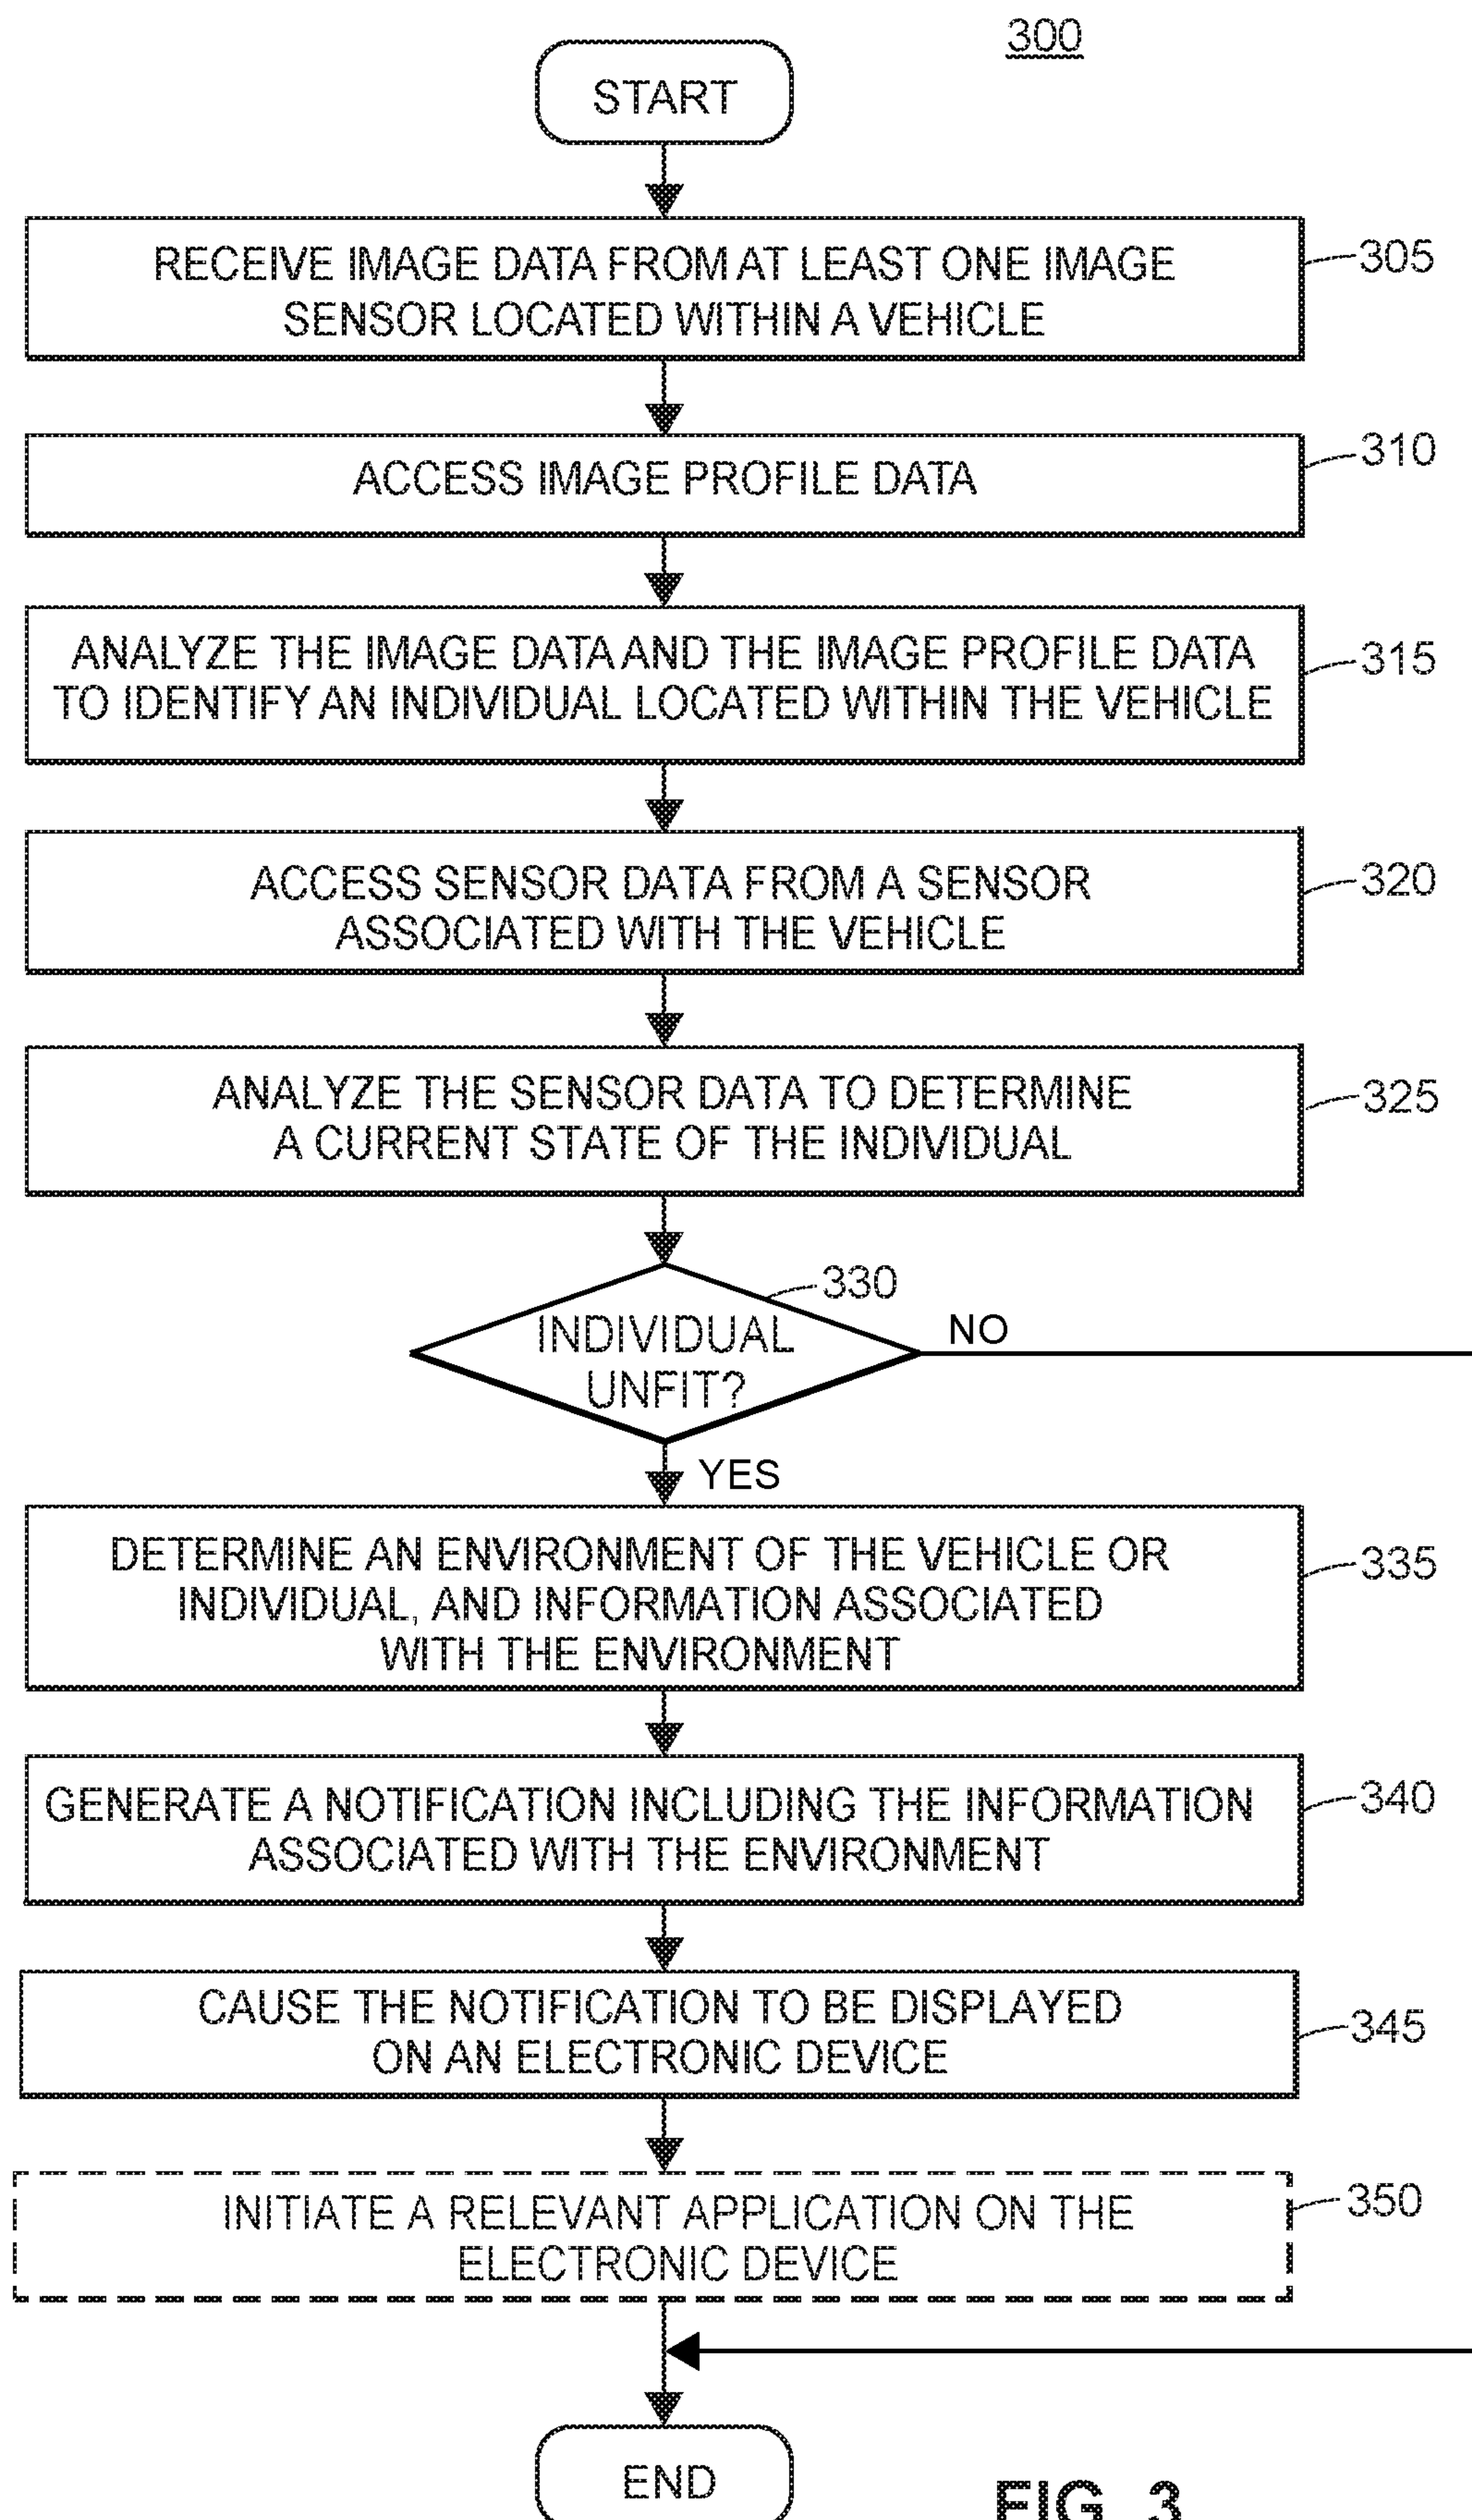 300
START
RECEIVE IMAGE DATA FROM AT LEAST ONE IMAGE
SENSOR LOCATED WITHIN A VEHICLE
305
ACCESS IMAGE PROFILE DATA
310
ANALYZE THE IMAGE DATA AND THE IMAGE PROFILE DATA
TO IDENTIFY AN INDIVIDUAL LOCATED WITHIN THE VEHICLE
315
ACCESS SENSOR DATA FROM A SENSOR
ASSOCIATED WITH THE VEHICLE
320
ANALYZE THE SENSOR DATA TO DETERMINE
A CURRENT STATE OF THE INDIVIDUAL
325
330
INDIVIDUAL
UNFIT?
NO
YES
DETERMINE AN ENVIRONMENT OF THE VEHICLE OR
INDIVIDUAL, AND INFORMATION ASSOCIATED
WITH THE ENVIRONMENT
335
GENERATE A NOTIFICATION INCLUDING THE INFORMATION
ASSOCIATED WITH THE ENVIRONMENT
340
CAUSE THE NOTIFICATION TO BE DISPLAYED
ON AN ELECTRONIC DEVICE
345
INITIATE A RELEVANT APPLICATION ON THE
ELECTRONIC DEVICE
350
END
FIG. 3